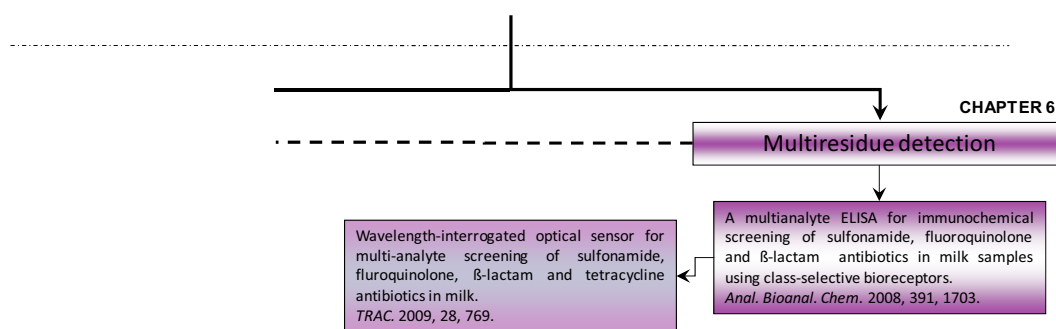 CHAPTER 6
Multiresidue detection
A multianalyte ELISA for immunochemical
screening of sulfonamide, fluoroquinolone
and ß-lactam antibiotics in milk samples
using class-selective bioreceptors.
Anal. Bioanal. Chem. 2008, 391, 1703.
Wavelength-interrogated optical sensor for
multi-analyte screening of sulfonamide,
fluroquinolone, ß-lactam and tetracycline
antibiotics in milk.
TRAC. 2009, 28, 769.